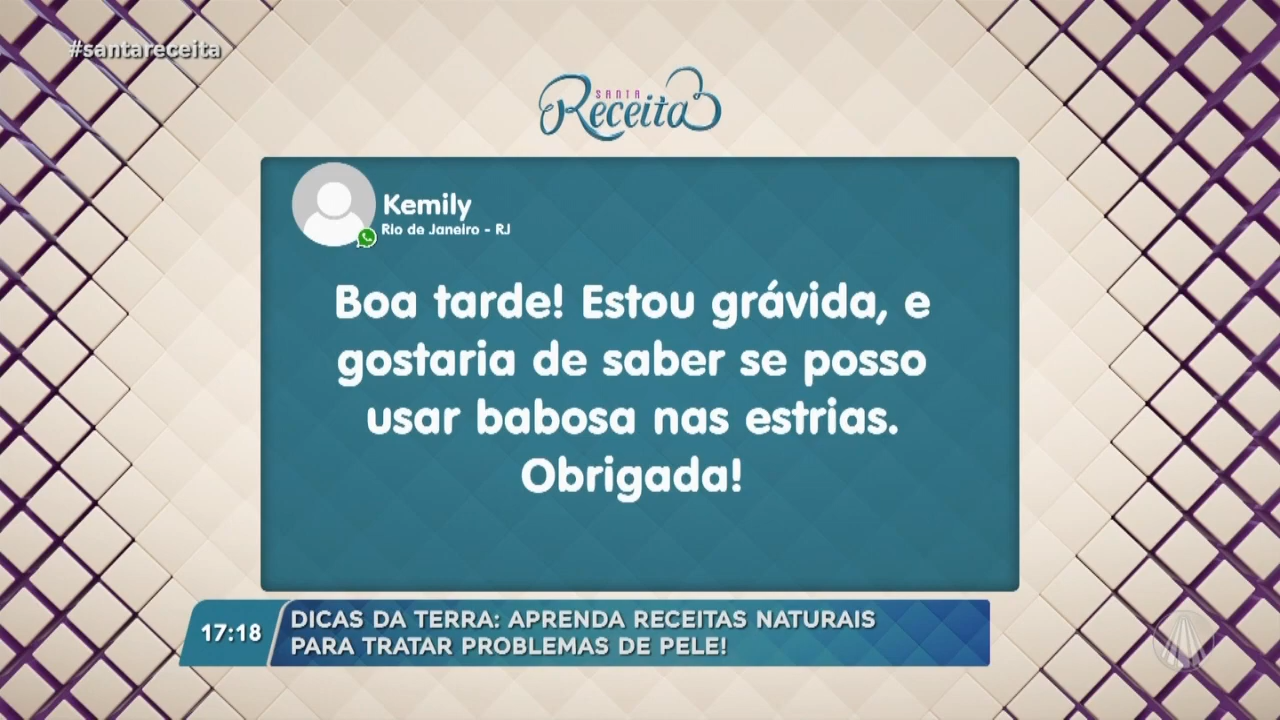 #santareceita
SANTA
Receita
Kemily
Rio de Janeiro - RJ
Boa tarde! Estou grávida, e
gostaria de saber se posso
usar babosa nas estrias.
Obrigada!
17:18
DICAS DA TERRA: APRENDA RECEITAS NATURAIS
PARA TRATAR PROBLEMAS DE PELE!